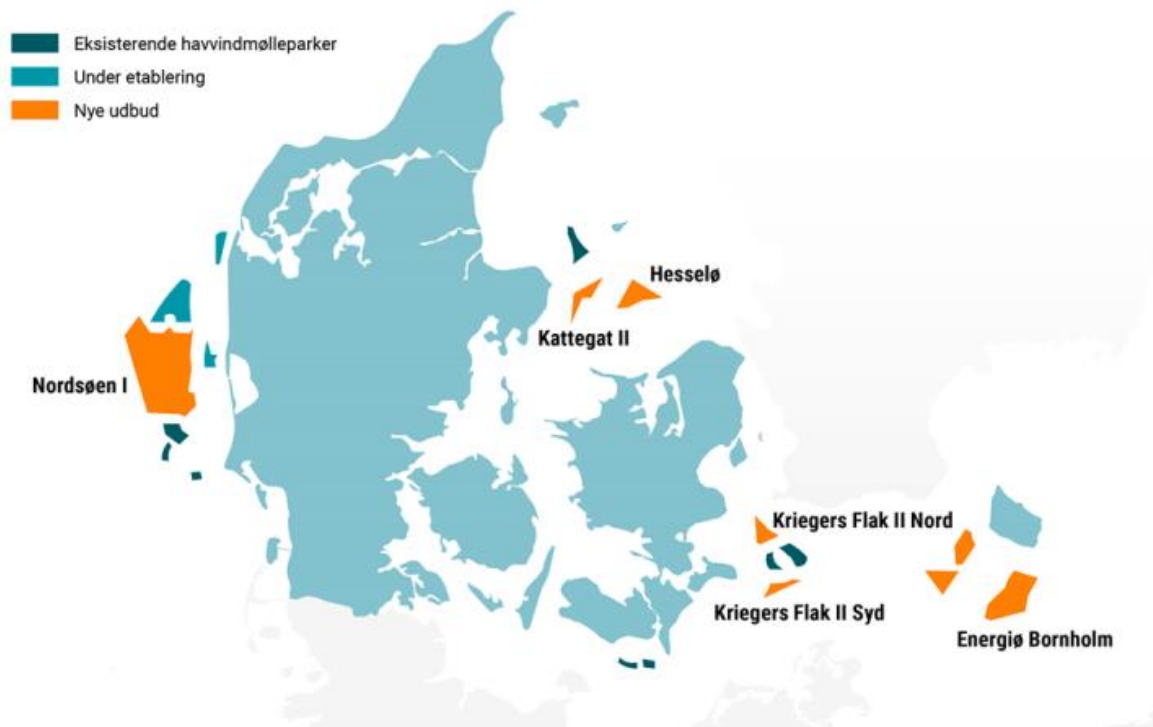 Eksisterende havvindmølleparker
Under etablering
Nye udbud
Hesselø
Kattegat II
Nordsøen I
Kriegers Flak II Nord
Kriegers Flak II Syd
Energiø Bornholm